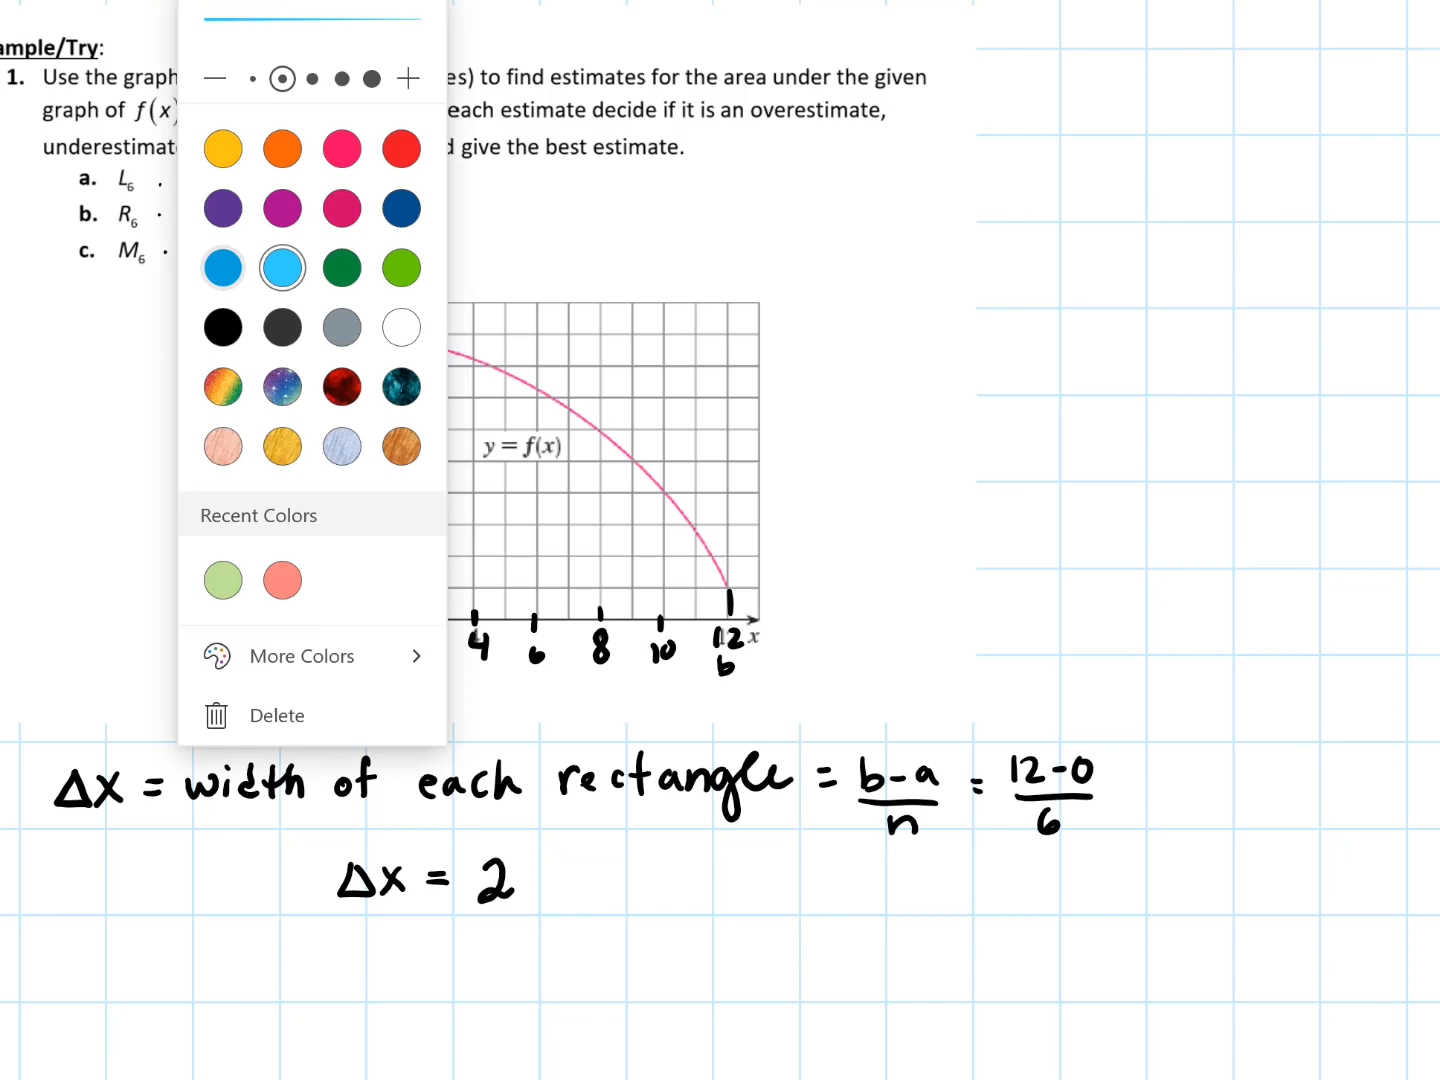 ample/Try:
1. Use the graph es) to find estimates for the area under the given
graph of f(x) each estimate decide if it is an overestimate,
underestimat d give the best estimate.
a. L₆ .
b. R₆ .
c. M₆ .
Recent Colors
More Colors
Delete
y = f(x)
4 6 8 10 12 x
b
Δx = width of each rectangle = b-a/n = 12-0/6
Δx = 2